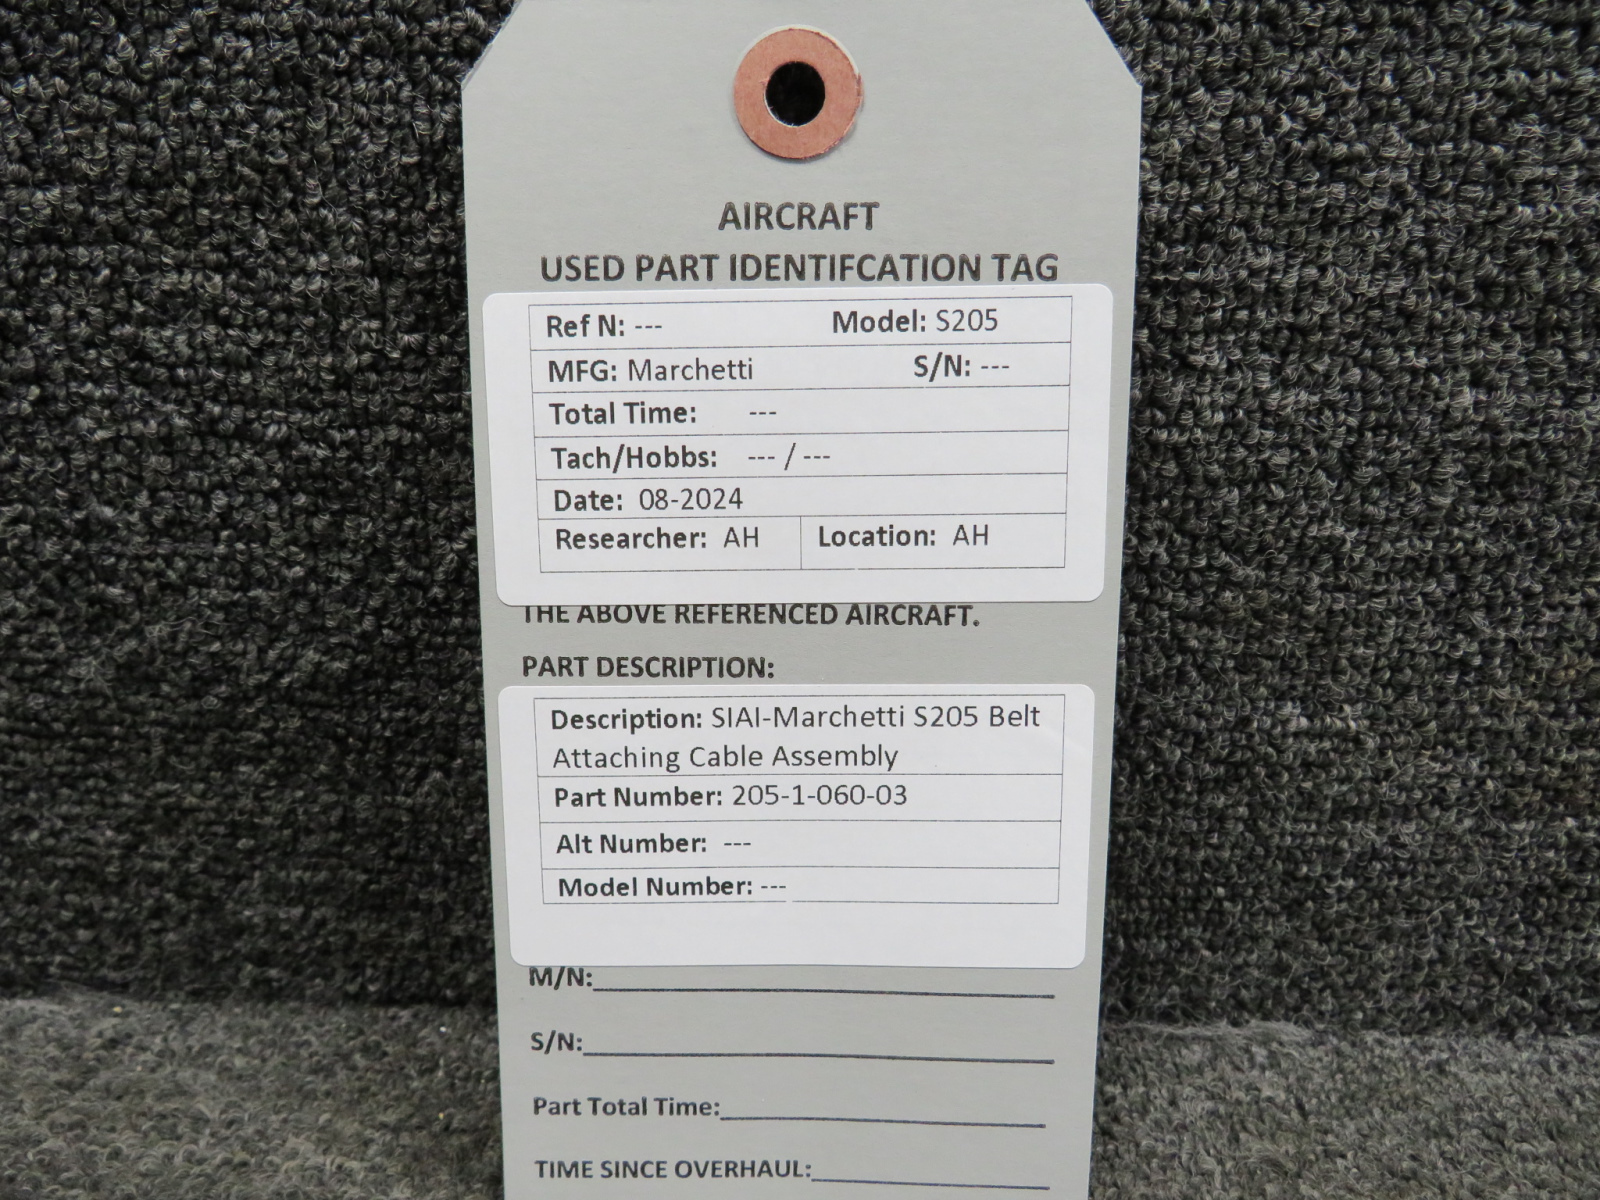 AIRCRAFT
USED PART IDENTIFCATION TAG
Ref N: --- Model: S205
MFG: Marchetti S/N: ---
Total Time: ---
Tach/Hobbs: --- / ---
Date: 08-2024
Researcher: AH Location: AH
THE ABOVE REFERENCED AIRCRAFT.
PART DESCRIPTION:
Description: SIAI-Marchetti S205 Belt
Attaching Cable Assembly
Part Number: 205-1-060-03
Alt Number: ---
Model Number: ---
M/N:
S/N:
Part Total Time:
TIME SINCE OVERHAUL: